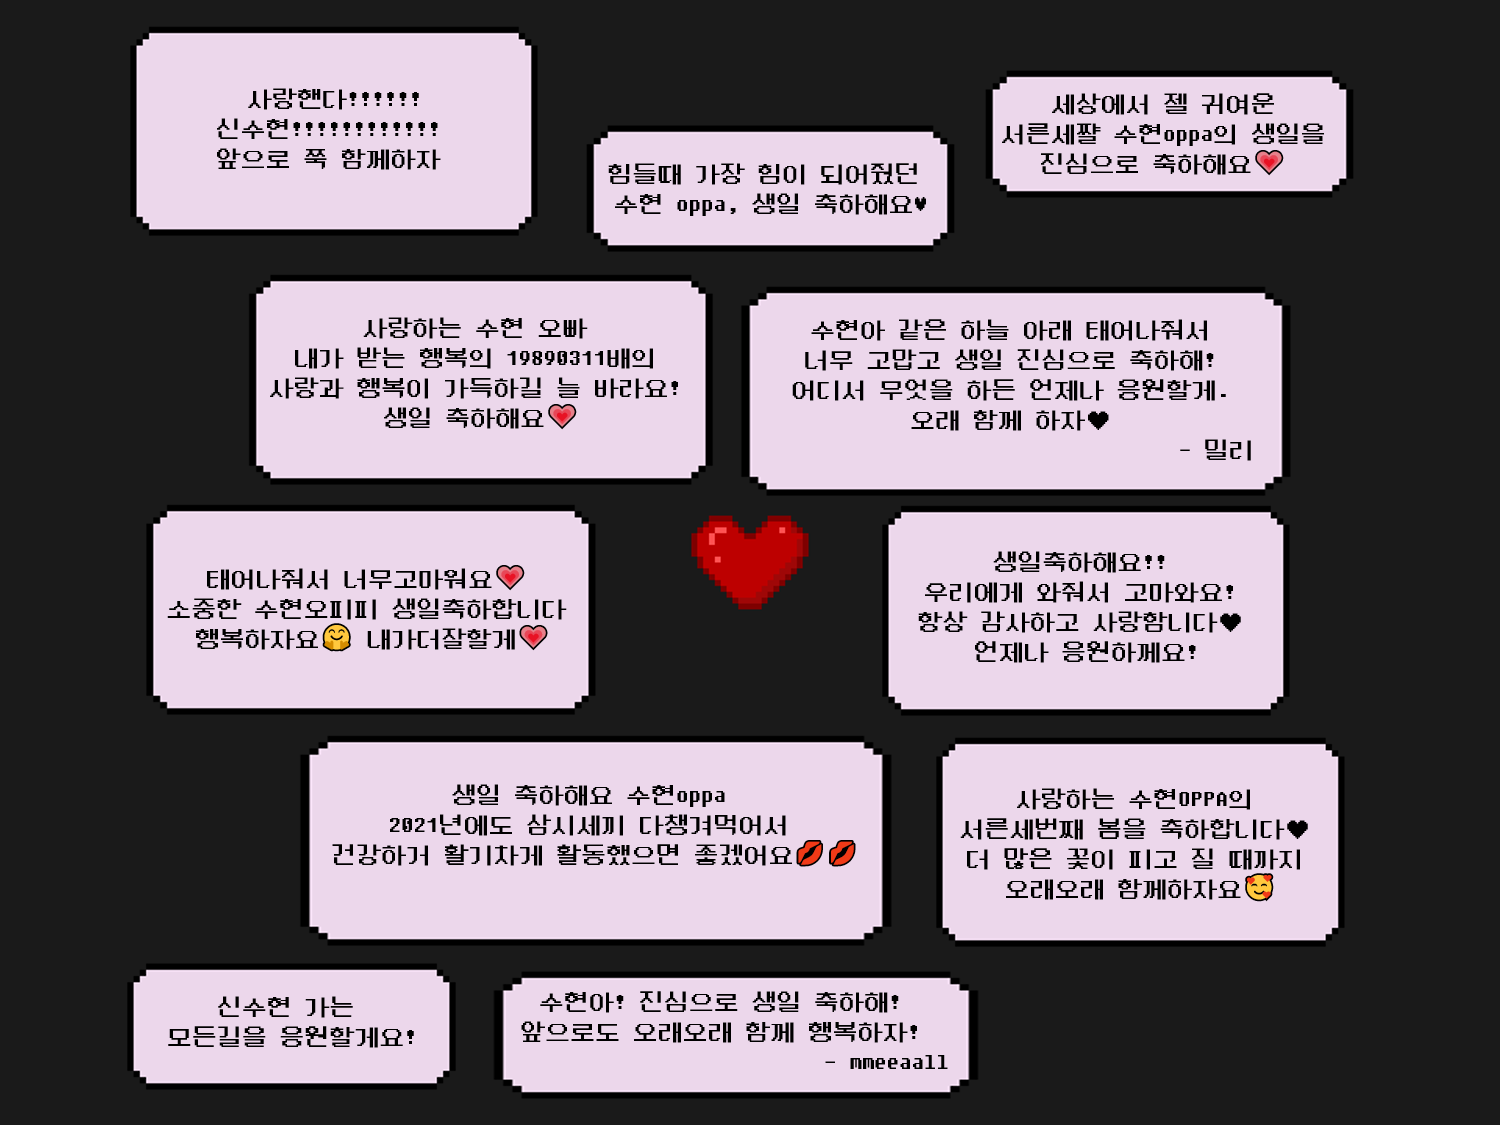 사랑핸다!!!!!!
신수현!!!!!!!!!!!!
앞으로 쭉 함께하자
힘들때 가장 힘이 되어줬던
수현 oppa, 생일 축하해요♥
세상에서 젤 귀여운
서른세짤 수현oppa의 생일을
진심으로 축하해요💗
사랑하는 수현 오빠
내가 받는 행복의 19890311배의
사랑과 행복이 가득하길 늘 바라요!
생일 축하해요💗
수현아 같은 하늘 아래 태어나줘서
너무 고맙고 생일 진심으로 축하해!
어디서 무엇을 하든 언제나 응원할게.
오래 함께 하자♥
- 밀리
태어나줘서 너무고마워요💗
소중한 수현오피피 생일축하합니다
행복하자요🤗 내가더잘할게💗
생일축하해요!!
우리에게 와줘서 고마와요!
항상 감사하고 사랑합니다♥
언제나 응원하께요!
생일 축하해요 수현oppa
2021년에도 삼시세끼 다챙겨먹어서
건강하거 활기차게 활동했으면 좋겠어요💋💋
사랑하는 수현OPPA의
서른세번째 봄을 축하합니다♥
더 많은 꽃이 피고 질 때까지
오래오래 함께하자요🥰
신수현 가는
모든길을 응원할게요!
수현아! 진심으로 생일 축하해!
앞으로도 오래오래 함께 행복하자!
- mmeeaall